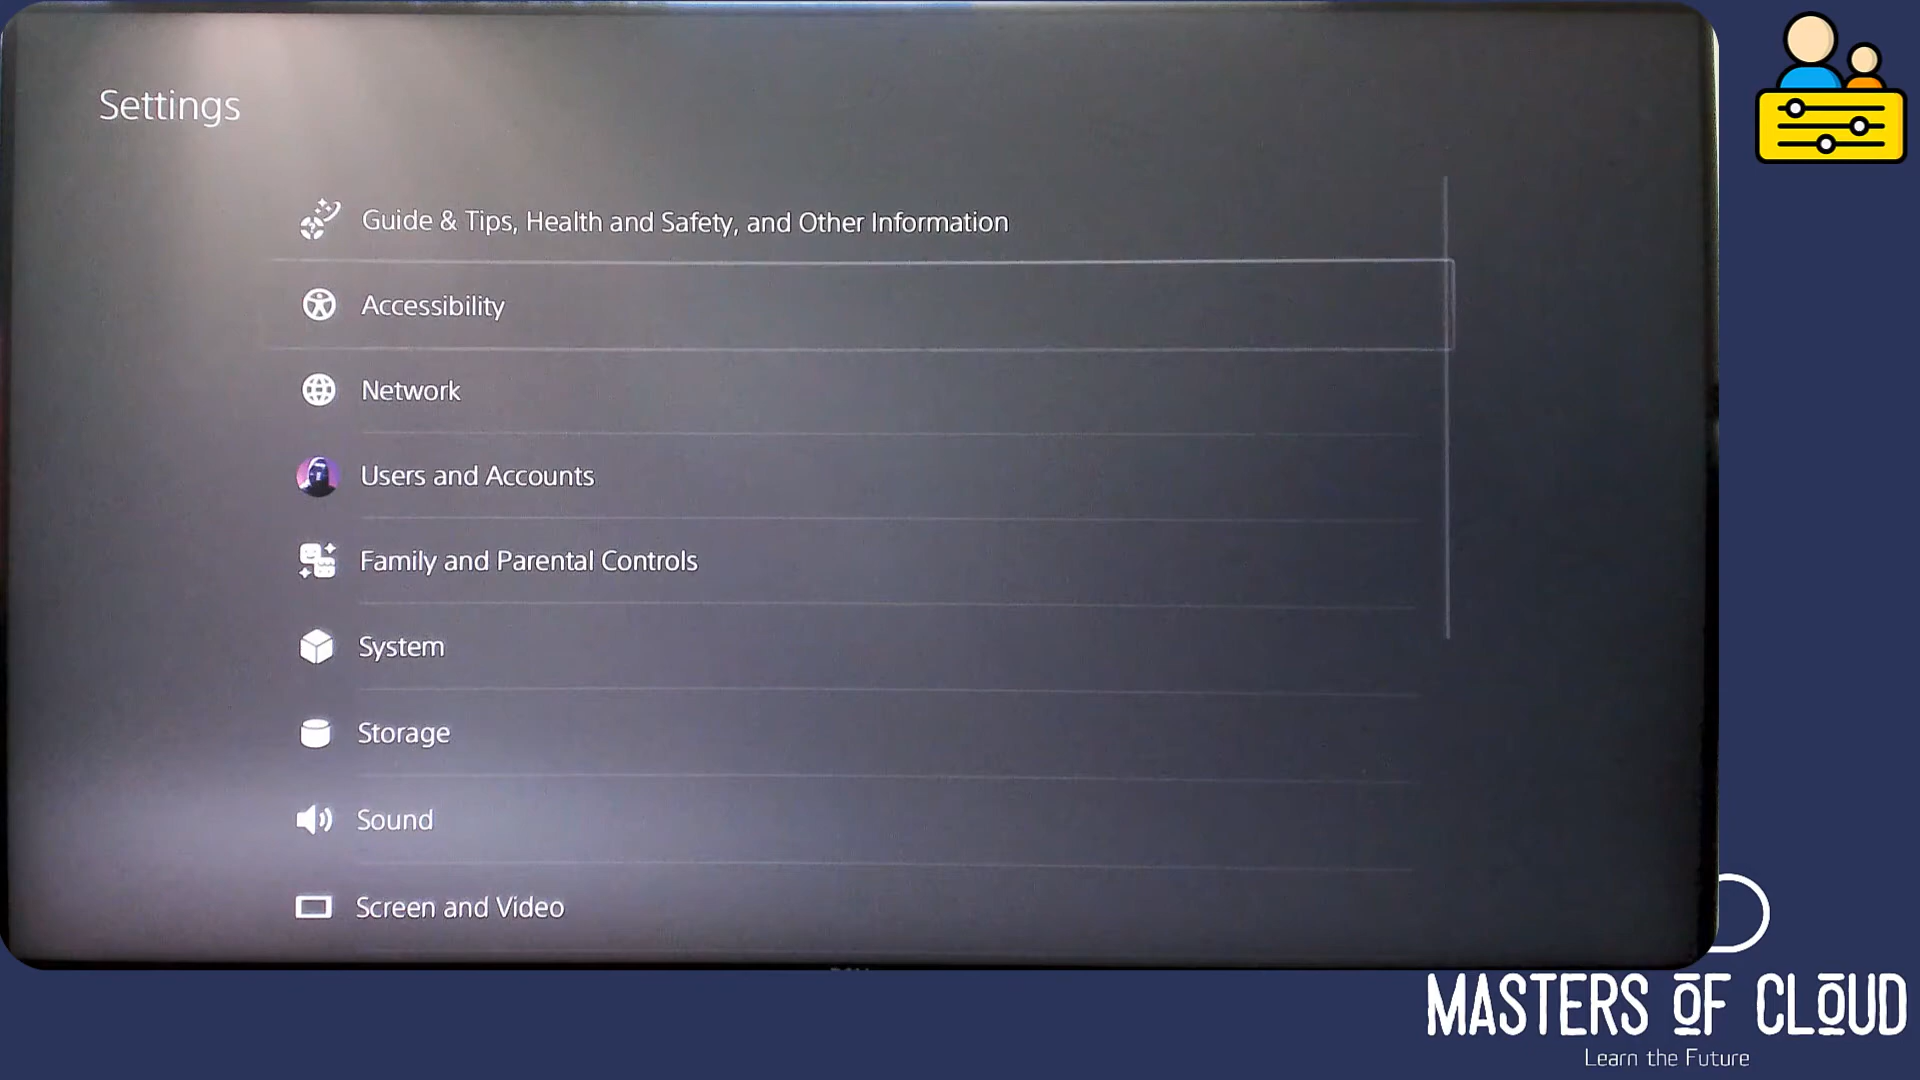 Settings
Guide & Tips, Health and Safety, and Other Information
Accessibility
Network
Users and Accounts
Family and Parental Controls
System
Storage
Sound
Screen and Video
MASTERS OF CLOUD
Learn the Future